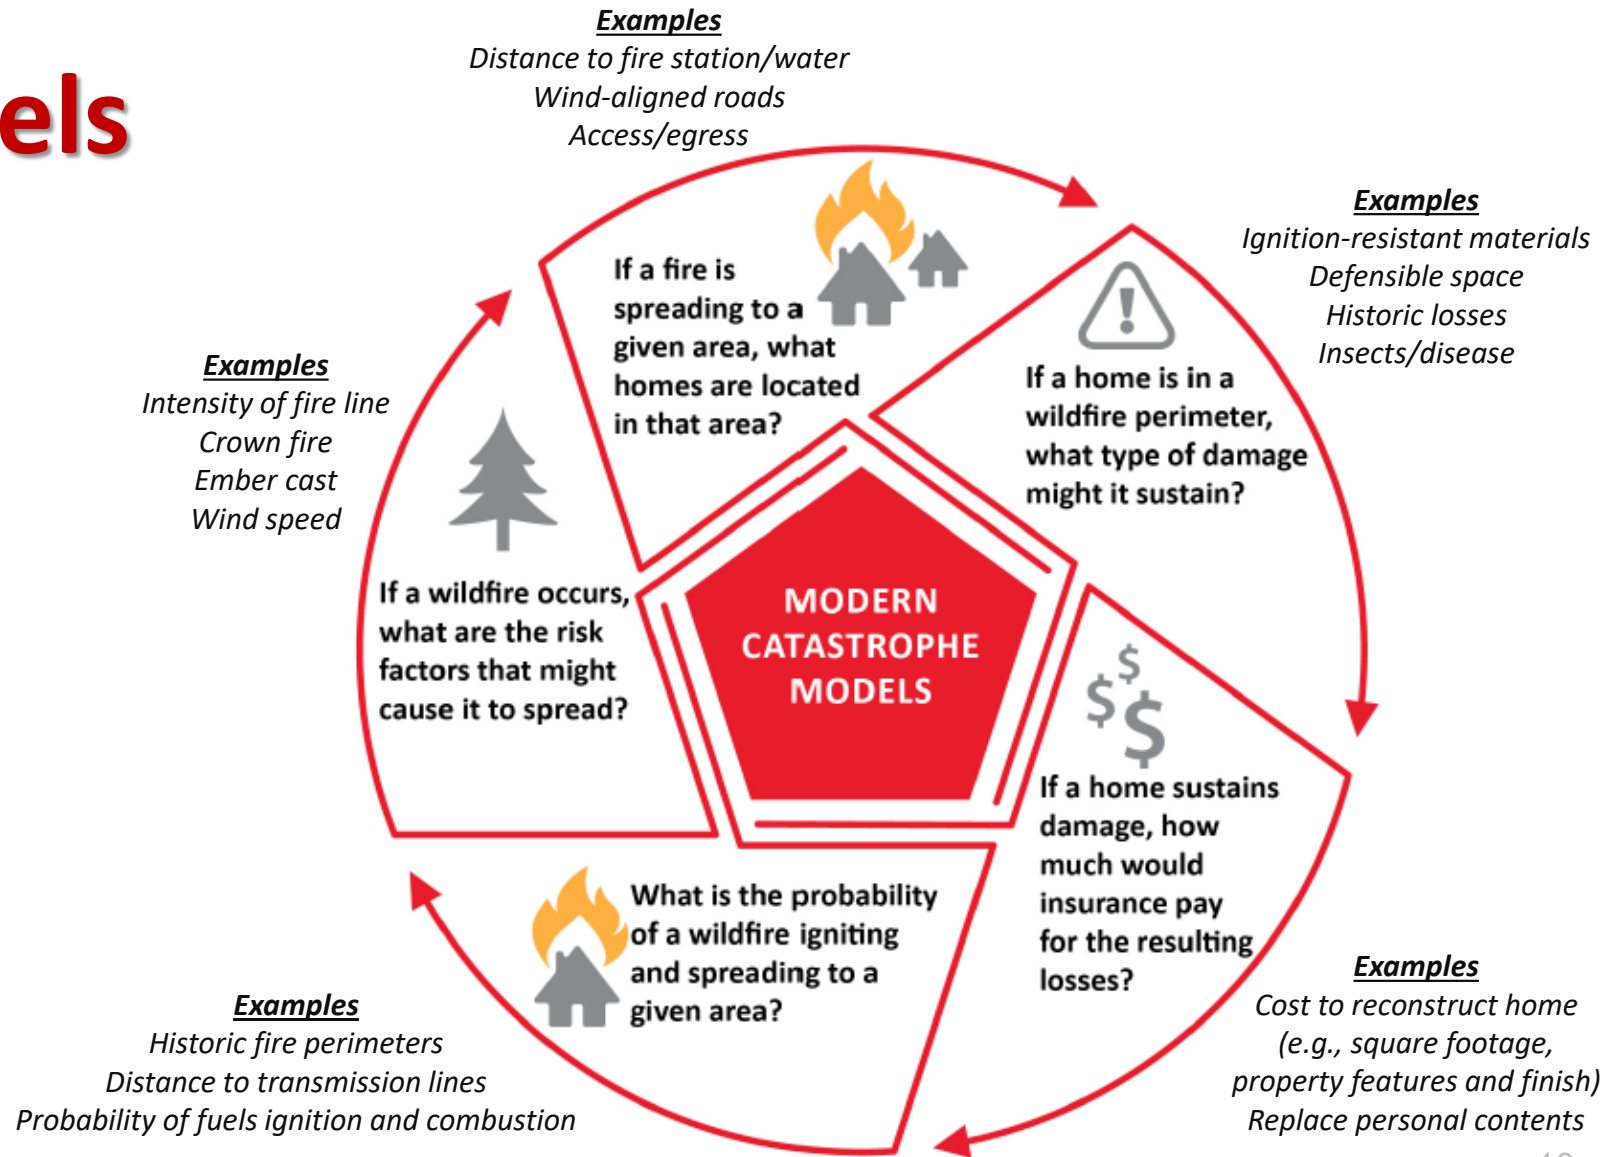 els
Examples
Distance to fire station/water
Wind-aligned roads
Access/egress
Examples
Ignition-resistant materials
Defensible space
Historic losses
Insects/disease
If a fire is
spreading to a
given area, what
homes are located
in that area?
If a home is in a
wildfire perimeter,
what type of damage
might it sustain?
Examples
Intensity of fire line
Crown fire
Ember cast
Wind speed
If a wildfire occurs,
what are the risk
factors that might
cause it to spread?
MODERN
CATASTROPHE
MODELS
$
$
$
If a home sustains
damage, how
much would
insurance pay
for the resulting
losses?
What is the probability
of a wildfire igniting
and spreading to a
given area?
Examples
Historic fire perimeters
Distance to transmission lines
Probability of fuels ignition and combustion
Examples
Cost to reconstruct home
(e.g., square footage,
property features and finish)
Replace personal contents